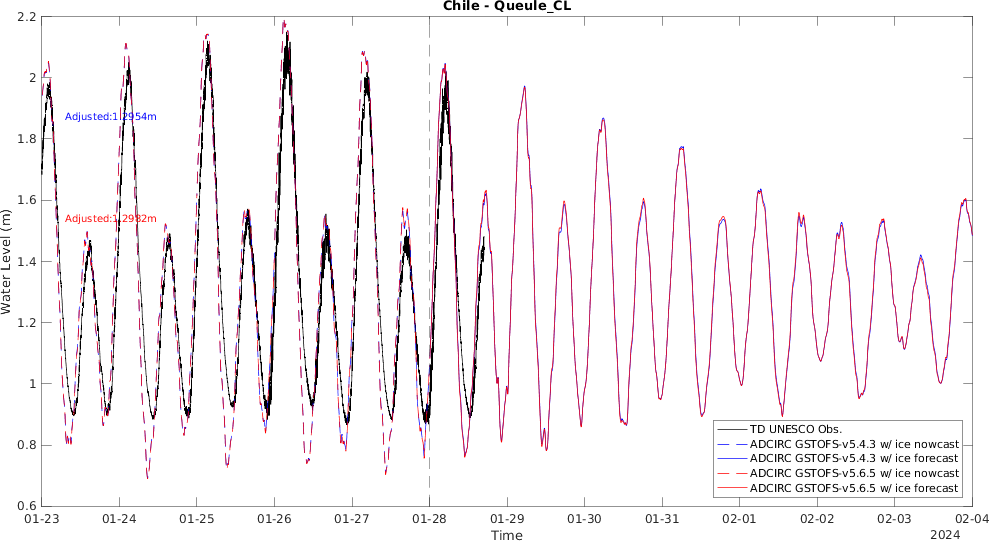 Chile - Queule_CL
2.2
2
1.8
1.6
1.4
1.2
1
0.8
0.6
Water Level (m)
Adjusted:1.2954m
Adjusted:1.2982m
TD UNESCO Obs.
ADCIRC GSTOFS-v5.4.3 w/ ice nowcast
ADCIRC GSTOFS-v5.4.3 w/ ice forecast
ADCIRC GSTOFS-v5.6.5 w/ ice nowcast
ADCIRC GSTOFS-v5.6.5 w/ ice forecast
01-23 01-24 01-25 01-26 01-27 01-28 01-29 01-30 01-31 02-01 02-02 02-03 02-04
Time
2024